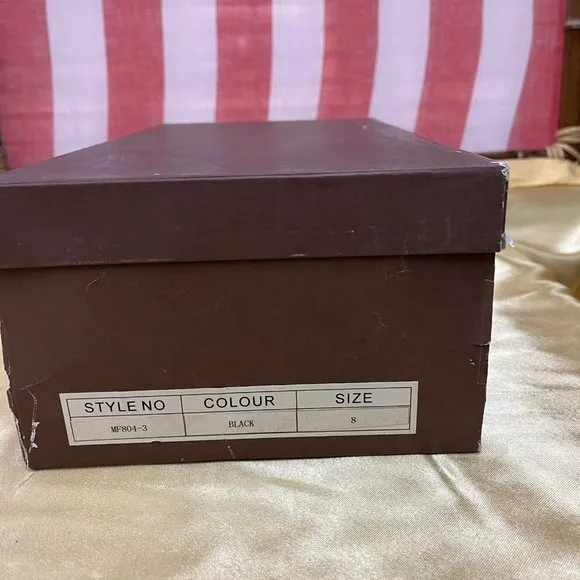 STYLE NO COLOUR SIZE
MF804-3 BLACK 8